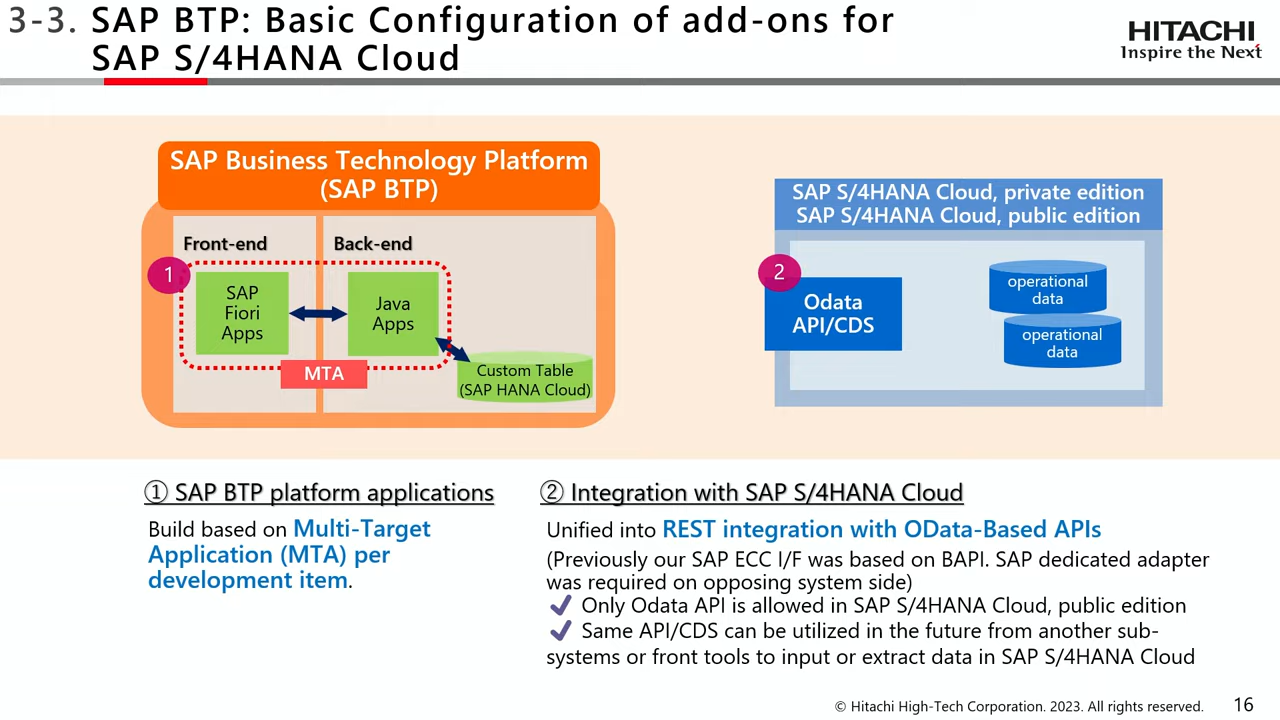 3-3. SAP BTP: Basic Configuration of add-ons for
SAP S/4HANA Cloud
HITACHI
Inspire the Next
SAP Business Technology Platform
(SAP BTP)
Front-end
Back-end
1
SAP
Fiori
Apps
Java
Apps
MTA
Custom Table
(SAP HANA Cloud)
SAP S/4HANA Cloud, private edition
SAP S/4HANA Cloud, public edition
2
Odata
API/CDS
operational
data
operational
data
① SAP BTP platform applications
Build based on Multi-Target
Application (MTA) per
development item.
② Integration with SAP S/4HANA Cloud
Unified into REST integration with OData-Based APIs
(Previously our SAP ECC I/F was based on BAPI. SAP dedicated adapter
was required on opposing system side)
✔ Only Odata API is allowed in SAP S/4HANA Cloud, public edition
✔ Same API/CDS can be utilized in the future from another sub-
systems or front tools to input or extract data in SAP S/4HANA Cloud
© Hitachi High-Tech Corporation. 2023. All rights reserved.
16